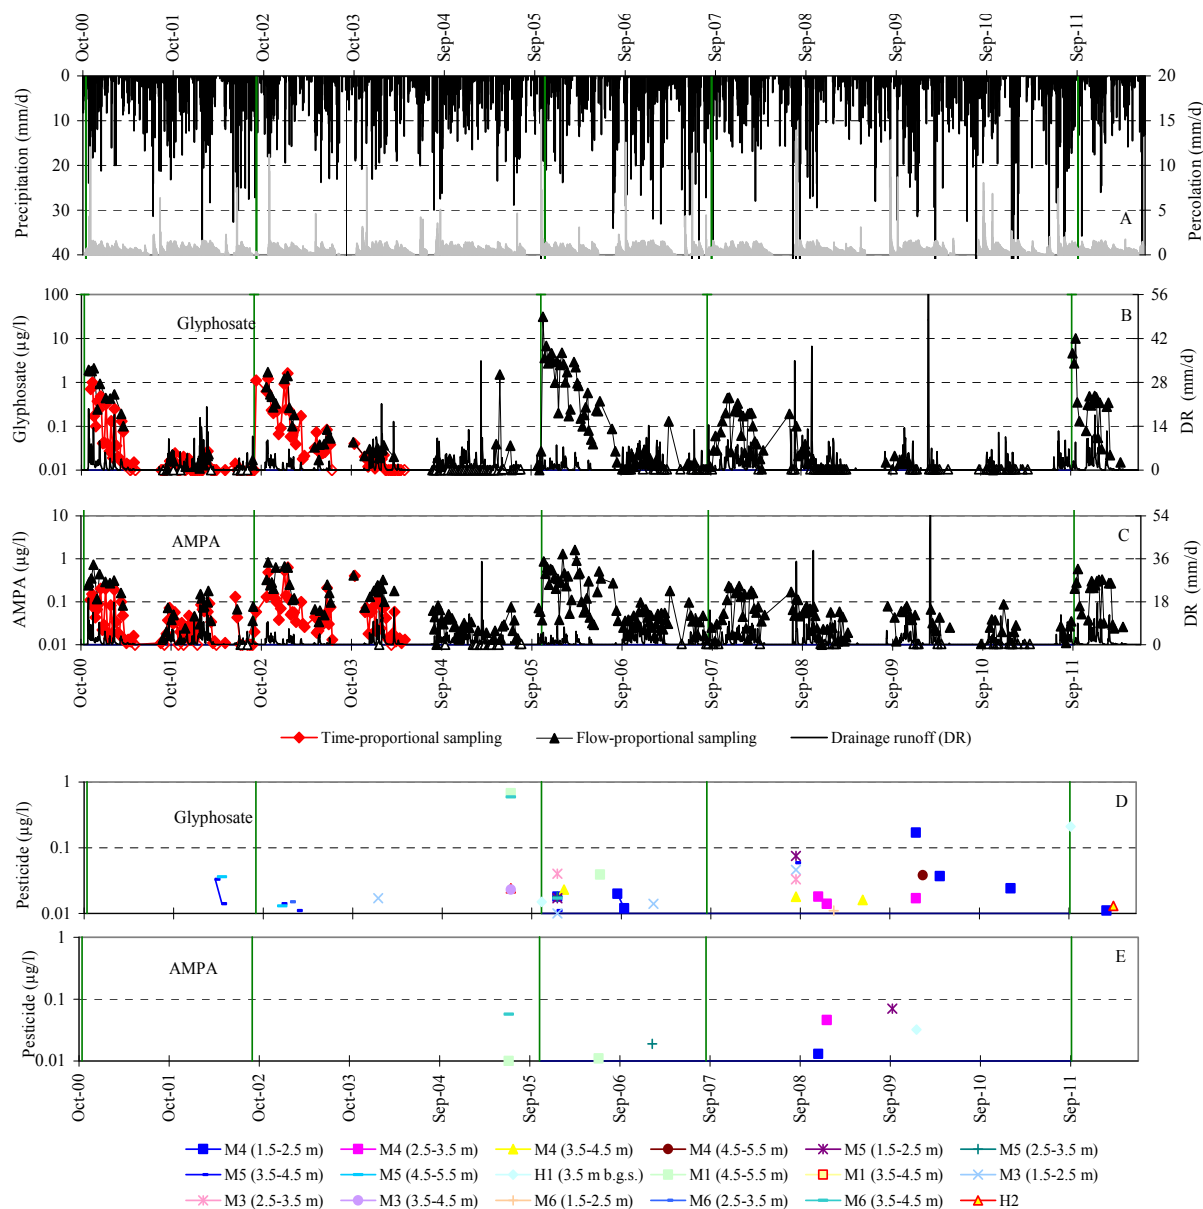 Oct-00 Oct-01 Oct-02 Oct-03 Sep-04 Sep-05 Sep-06 Sep-07 Sep-08 Sep-09 Sep-10 Sep-11
Precipitation (mm/d)
0
10
20
30
40
20
15
10
5
0
Percolation (mm/d)
A
Glyphosate (µg/l)
100
10
1
0.1
0.01
Glyphosate
B
56
42
28
14
0
DR (mm/d)
AMPA (µg/l)
10
1
0.1
0.01
AMPA
C
54
36
18
0
DR (mm/d)
Oct-00 Oct-01 Oct-02 Oct-03 Sep-04 Sep-05 Sep-06 Sep-07 Sep-08 Sep-09 Sep-10 Sep-11
Time-proportional sampling Flow-proportional sampling Drainage runoff (DR)
Pesticide (µg/l)
1
0.1
0.01
Glyphosate
D
Pesticide (µg/l)
1
0.1
0.01
AMPA
E
Oct-00 Oct-01 Oct-02 Oct-03 Sep-04 Sep-05 Sep-06 Sep-07 Sep-08 Sep-09 Sep-10 Sep-11
M4 (1.5-2.5 m) M4 (2.5-3.5 m) M4 (3.5-4.5 m) M4 (4.5-5.5 m) M5 (1.5-2.5 m) M5 (2.5-3.5 m)
M5 (3.5-4.5 m) M5 (4.5-5.5 m) H1 (3.5 m b.g.s.) M1 (4.5-5.5 m) M1 (3.5-4.5 m) M3 (1.5-2.5 m)
M3 (2.5-3.5 m) M3 (3.5-4.5 m) M6 (1.5-2.5 m) M6 (2.5-3.5 m) M6 (3.5-4.5 m) H2